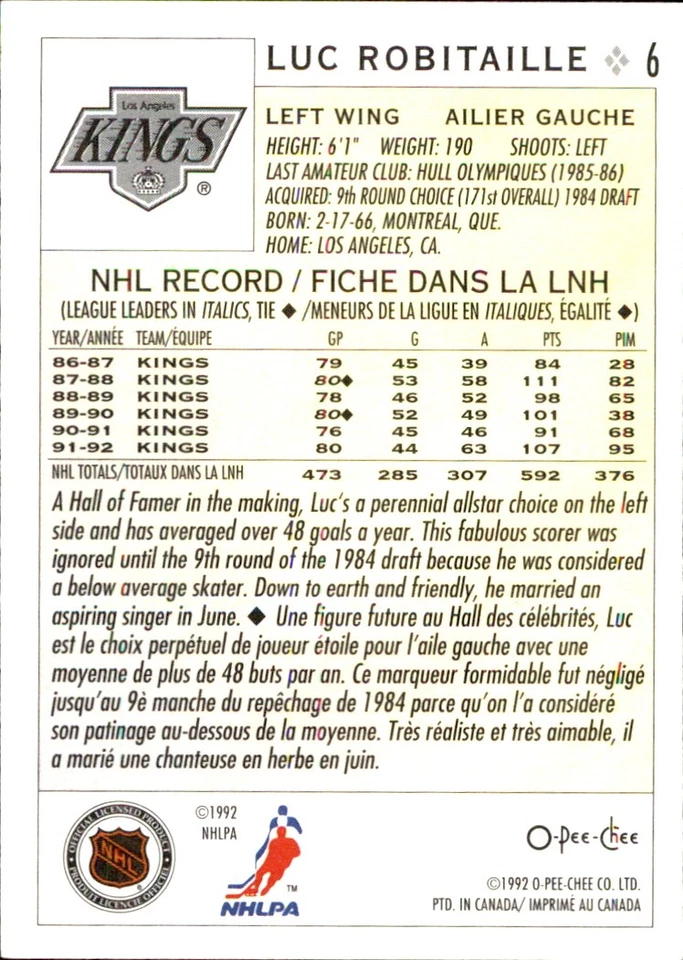 Los Angeles
KINGS
®
LUC ROBITAILLE 6
LEFT WING AILIER GAUCHE
HEIGHT: 6'1" WEIGHT: 190 SHOOTS: LEFT
LAST AMATEUR CLUB: HULL OLYMPIQUES (1985-86)
ACQUIRED: 9th ROUND CHOICE (171st OVERALL) 1984 DRAFT
BORN: 2-17-66, MONTREAL, QUE.
HOME: LOS ANGELES, CA.
NHL RECORD / FICHE DANS LA LNH
(LEAGUE LEADERS IN ITALICS, TIE ◆ /MENEURS DE LA LIGUE EN ITALIQUES, ÉGALITÉ ◆)
YEAR/ANNÉE TEAM/ÉQUIPE GP G A PTS PIM
86-87 KINGS 79 45 39 84 28
87-88 KINGS 80◆ 53 58 111 82
88-89 KINGS 78 46 52 98 65
89-90 KINGS 80◆ 52 49 101 38
90-91 KINGS 76 45 46 91 68
91-92 KINGS 80 44 63 107 95
NHL TOTALS/TOTAUX DANS LA LNH 473 285 307 592 376
A Hall of Famer in the making, Luc's a perennial allstar choice on the left
side and has averaged over 48 goals a year. This fabulous scorer was
ignored until the 9th round of the 1984 draft because he was considered
a below average skater. Down to earth and friendly, he married an
aspiring singer in June. ◆ Une figure future au Hall des célébrités, Luc
est le choix perpétuel de joueur étoile pour l'aile gauche avec une
moyenne de plus de 48 buts par an. Ce marqueur formidable fut négligé
jusqu'au 9è manche du repêchage de 1984 parce qu'on l'a considéré
son patinage au-dessous de la moyenne. Très réaliste et très aimable, il
a marié une chanteuse en herbe en juin.
OFFICIAL LICENSED PRODUCT
NHL
®
PRODUIT LICENCIÉ OFFICIEL
©1992
NHLPA
TM
NHLPA
O-Pee-Chee
©1992 O-PEE-CHEE CO. LTD.
PTD. IN CANADA/ IMPRIMÉ AU CANADA